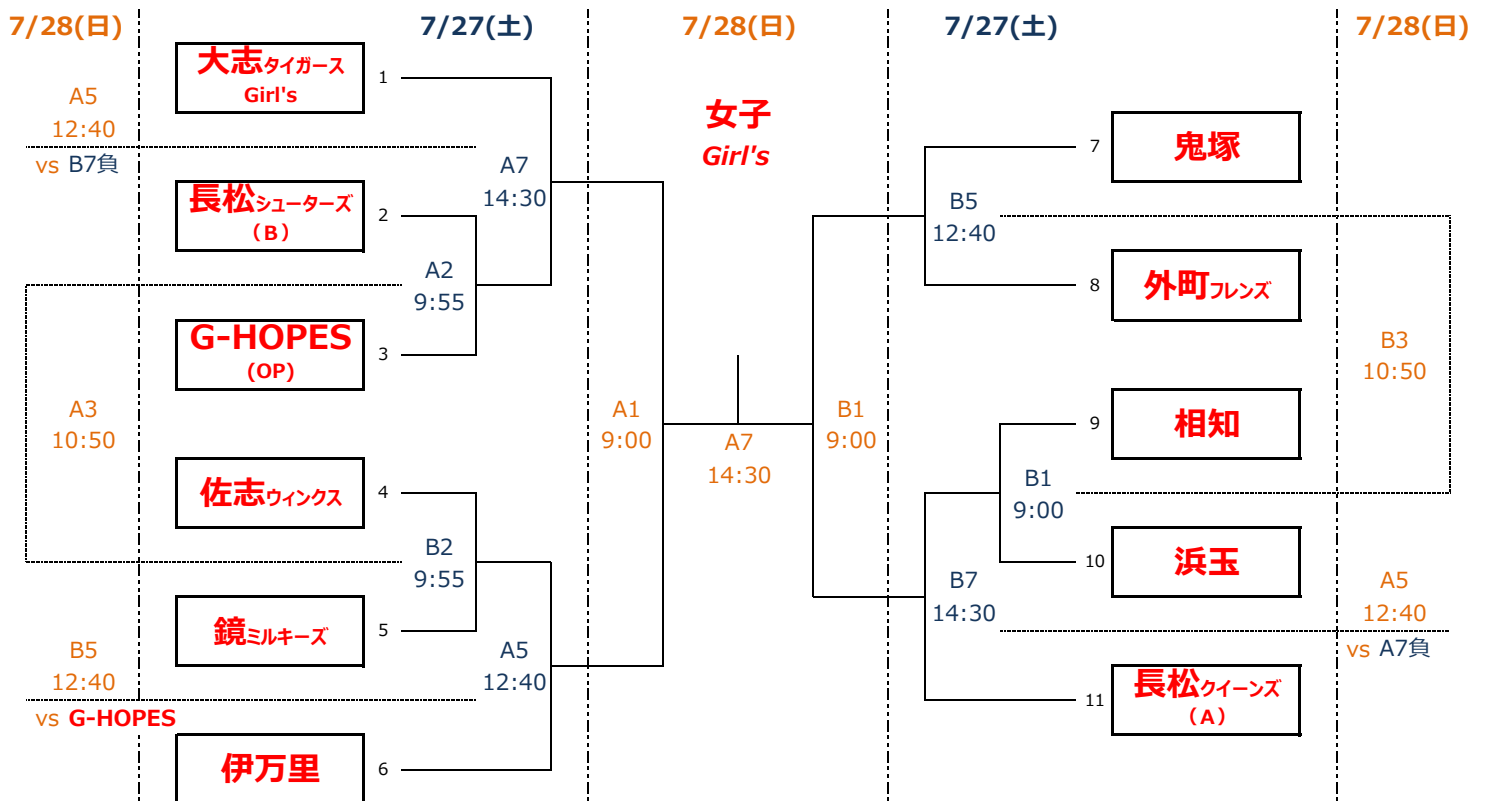 7/28(日)
7/27(土)
7/28(日)
7/27(土)
7/28(日)
女子
Girl's
大志タイガース
Girl's
1
A5
12:40
vs B7負
長松シューターズ
(B)
2
A7
14:30
A2
9:55
G-HOPES
(OP)
3
A3
10:50
佐志ウィンクス
4
B2
9:55
鏡ミルキーズ
5
A5
12:40
B5
12:40
vs G-HOPES
伊万里
6
A1
9:00
A7
14:30
B1
9:00
7
鬼塚
B5
12:40
8
外町フレンズ
B3
10:50
9
相知
B1
9:00
10
浜玉
B7
14:30
A5
12:40
vs A7負
11
長松クイーンズ
(A)